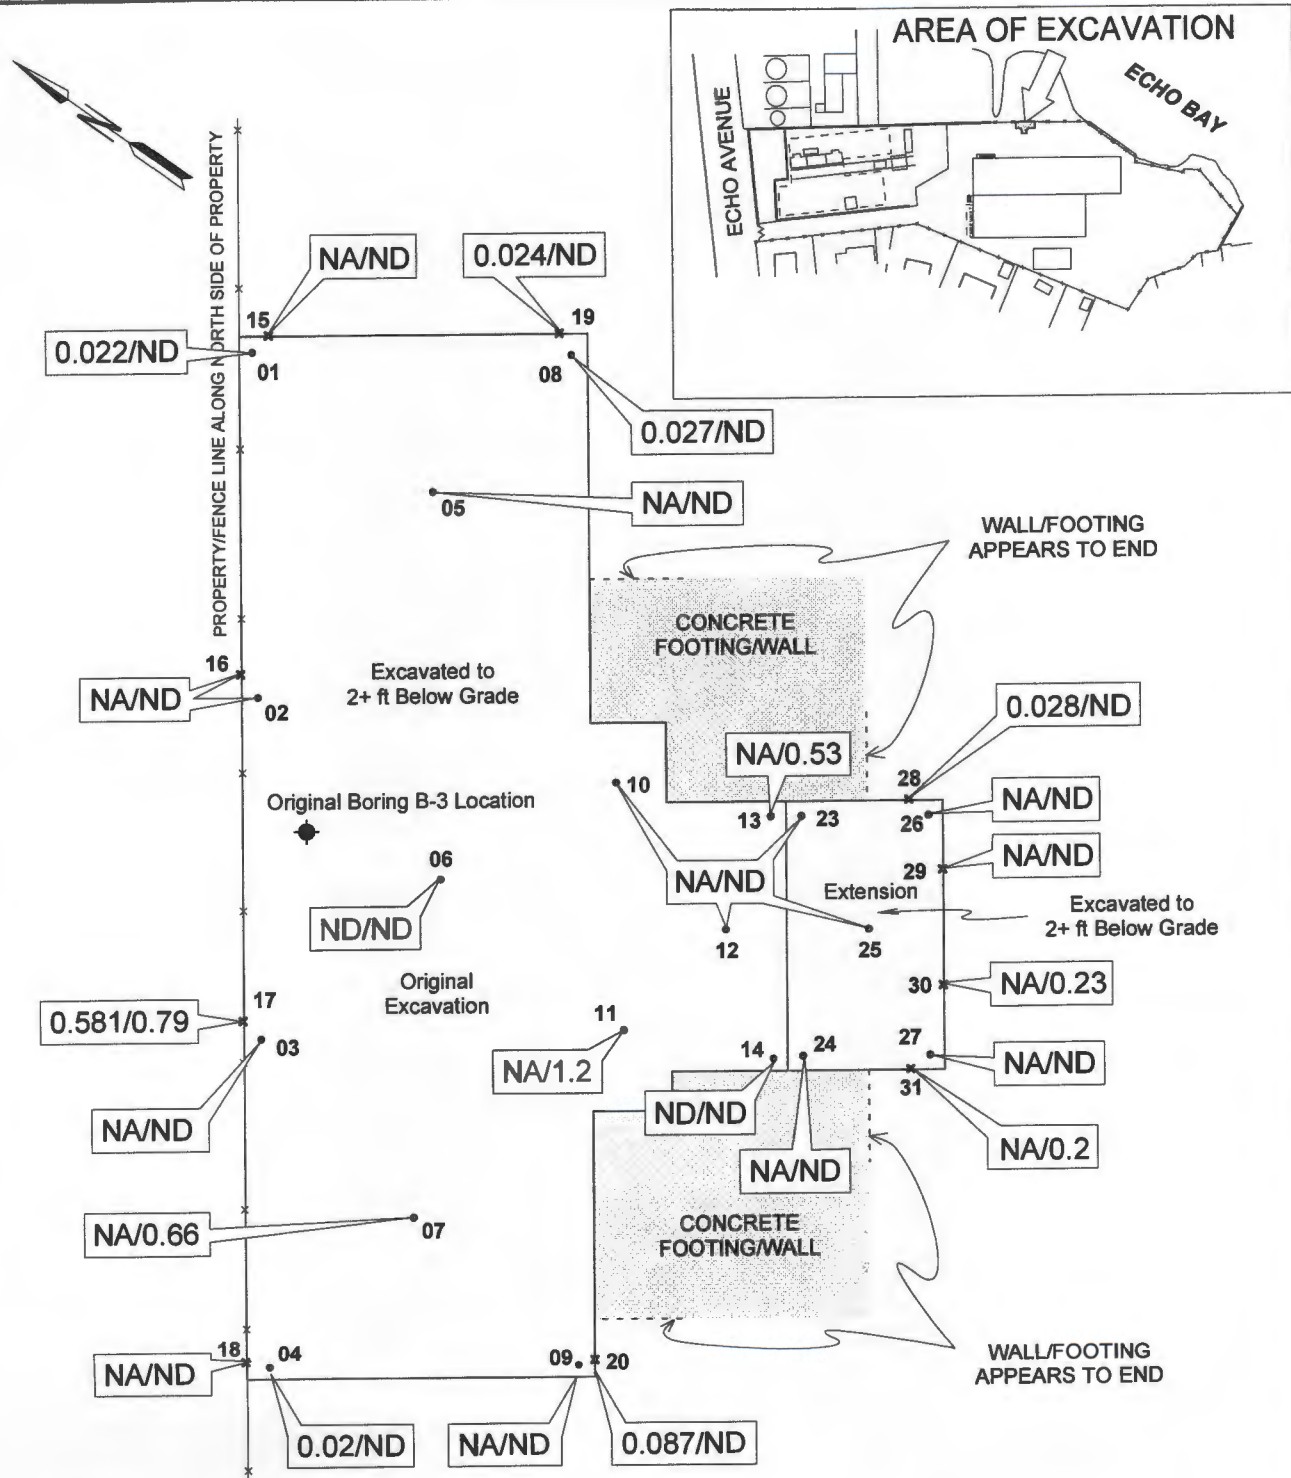 AREA OF EXCAVATION
ECHO BAY
ECHO AVENUE
PROPERTY/FENCE LINE ALONG NORTH SIDE OF PROPERTY
NA/ND
0.024/ND
15
19
0.022/ND
01
08
0.027/ND
05
NA/ND
WALL/FOOTING
APPEARS TO END
CONCRETE
FOOTING/WALL
16
Excavated to
2+ ft Below Grade
NA/ND
02
0.028/ND
NA/0.53
10
28
Original Boring B-3 Location
13
23
26
NA/ND
06
NA/ND
29
NA/ND
Extension
ND/ND
Excavated to
2+ ft Below Grade
12
25
Original
Excavation
30
NA/0.23
17
0.581/0.79
11
03
14
24
27
NA/ND
NA/1.2
31
ND/ND
NA/ND
NA/0.2
NA/ND
07
NA/0.66
CONCRETE
FOOTING/WALL
18
04
09
20
NA/ND
WALL/FOOTING
APPEARS TO END
0.02/ND
NA/ND
0.087/ND